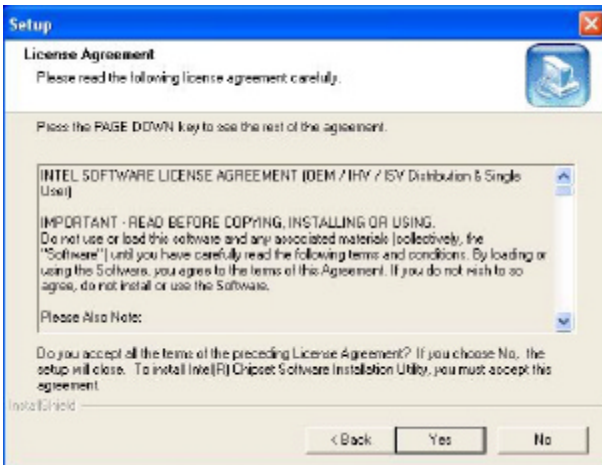 Setup
License Agreement
Please read the following license agreement carefully.
Press the PAGE DOWN key to see the rest of the agreement.
INTEL SOFTWARE LICENSE AGREEMENT (OEM / IHV / ISV Distribution & Single
User)
IMPORTANT - READ BEFORE COPYING, INSTALLING OR USING.
Do not use or load this software and any associated materials (collectively, the
"Software") until you have carefully read the following terms and conditions. By loading or
using the Software, you agree to the terms of this Agreement. If you do not wish to so
agree, do not install or use the Software.
Please Also Note:
Do you accept all the terms of the preceding License Agreement? If you choose No, the
setup will close. To install Intel(R) Chipset Software Installation Utility, you must accept this
agreement.
InstallShield
< Back
Yes
No